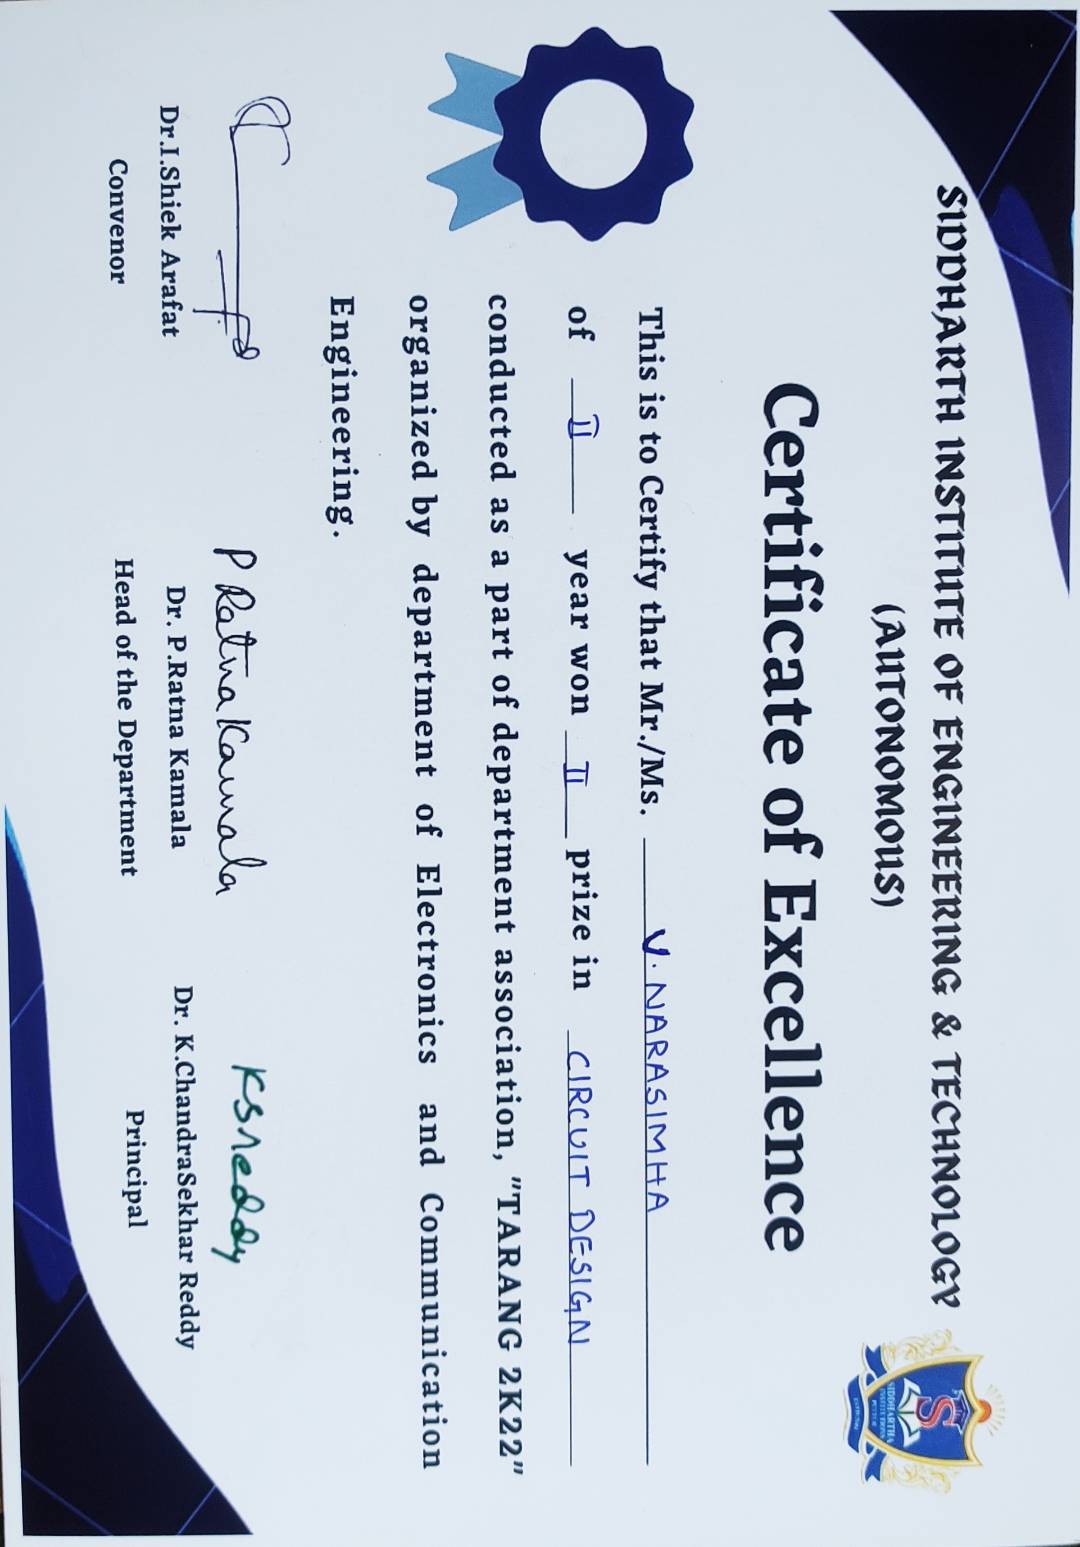 SIDDHARTH INSTITUTE OF ENGINEERING & TECHNOLOGY
(AUTONOMOUS)
S
SIDDHARTHA
INSTITUTIONS
PUTTUR
Certificate of Excellence
This is to Certify that Mr./Ms. V. NARASIMHA
of II year won II prize in CIRCUIT DESIGN
conducted as a part of department association, "TARANG 2K22"
organized by department of Electronics and Communication
Engineering.
P Ratna Kamala
KSReddy
Dr.I.Shiek Arafat
Dr. P.Ratna Kamala
Dr. K.ChandraSekhar Reddy
Convenor
Head of the Department
Principal